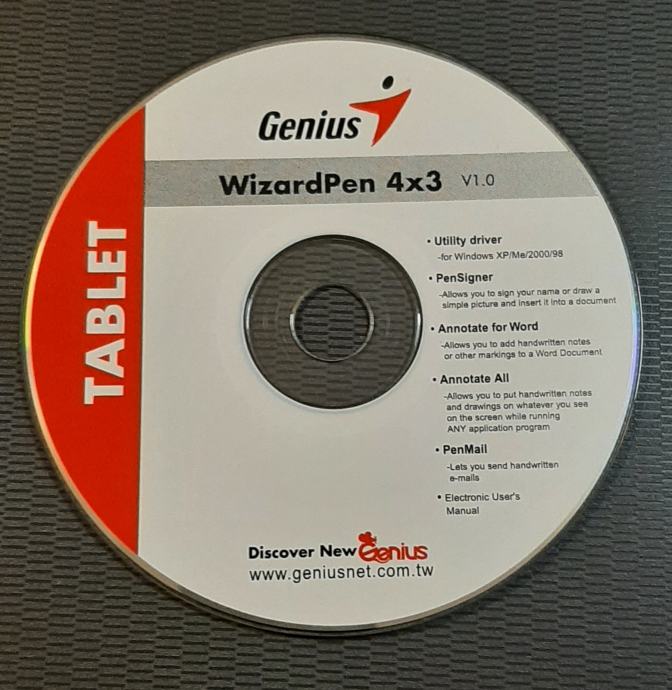 Genius
WizardPen 4x3 V1.0
TABLET
• Utility driver
-for Windows XP/Me/2000/98
• PenSigner
-Allows you to sign your name or draw a
simple picture and insert it into a document
• Annotate for Word
-Allows you to add handwritten notes
or other markings to a Word Document
• Annotate All
-Allows you to put handwritten notes
and drawings on whatever you see
on the screen while running
ANY application program
• PenMail
-Lets you send handwritten
e-mails
• Electronic User's
Manual
Discover New Genius
www.geniusnet.com.tw